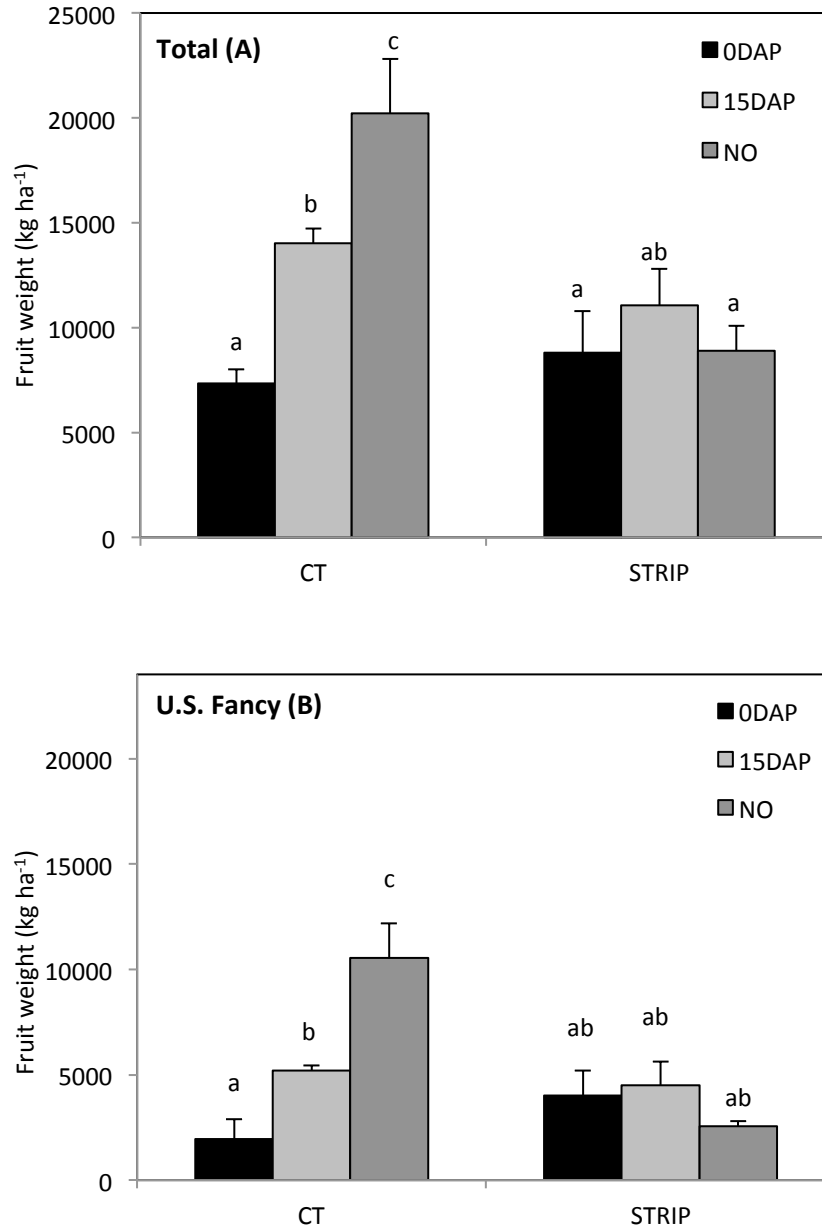 25000
Total (A)
0DAP
15DAP
NO
c
20000
15000
10000
5000
0
Fruit weight (kg ha-1)
a
b
a
ab
a
CT
STRIP
U.S. Fancy (B)
0DAP
15DAP
NO
20000
15000
10000
5000
0
Fruit weight (kg ha-1)
a
b
c
ab
ab
ab
CT
STRIP